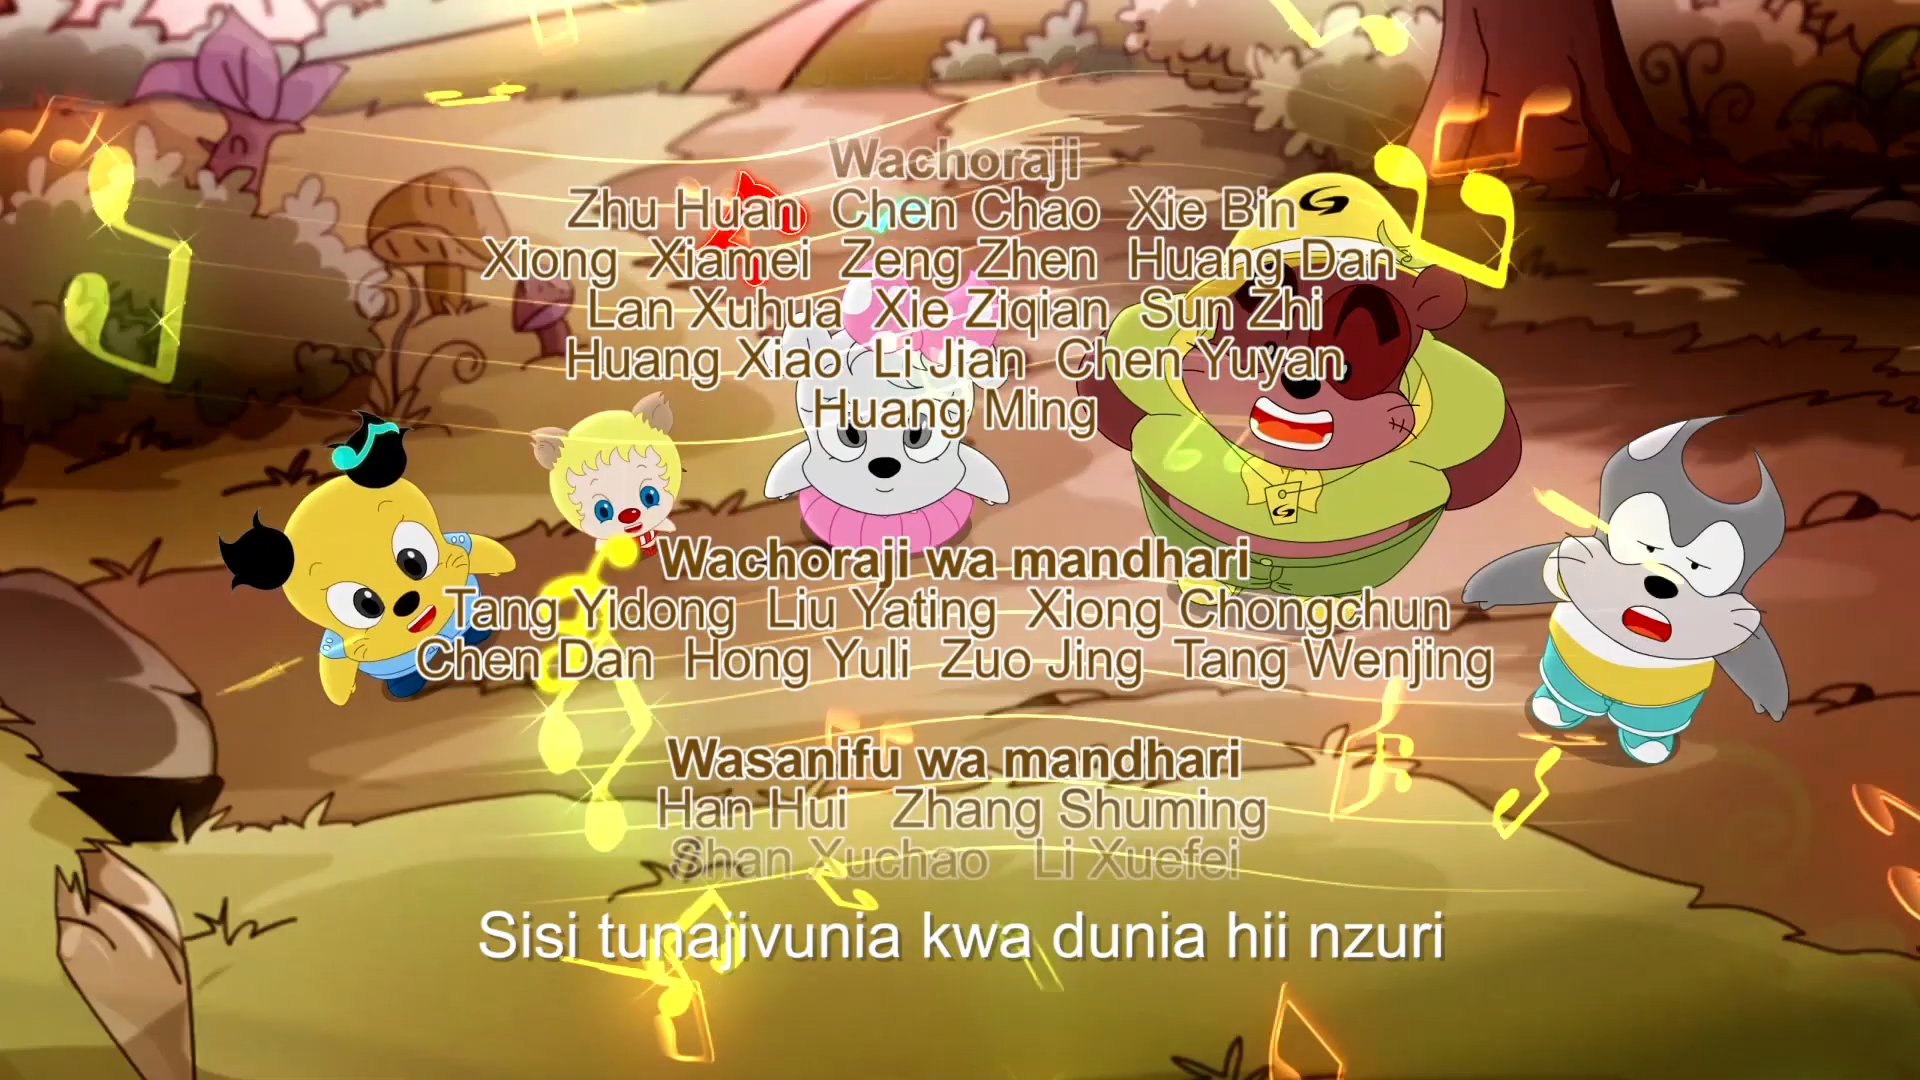 Wachoraji
Zhu Huan Chen Chao Xie Bin
Xiong Xiamei Zeng Zhen Huang Dan
Lan Xuhua Xie Ziqian Sun Zhi
Huang Xiao Li Jian Chen Yuyan
Huang Ming
Wachoraji wa mandhari
Tang Yidong Liu Yating Xiong Chongchun
Chen Dan Hong Yuli Zuo Jing Tang Wenjing
Wasanifu wa mandhari
Han Hui Zhang Shuming
Shan Xuchao Li Xuefei
Sisi tunajivunia kwa dunia hii nzuri